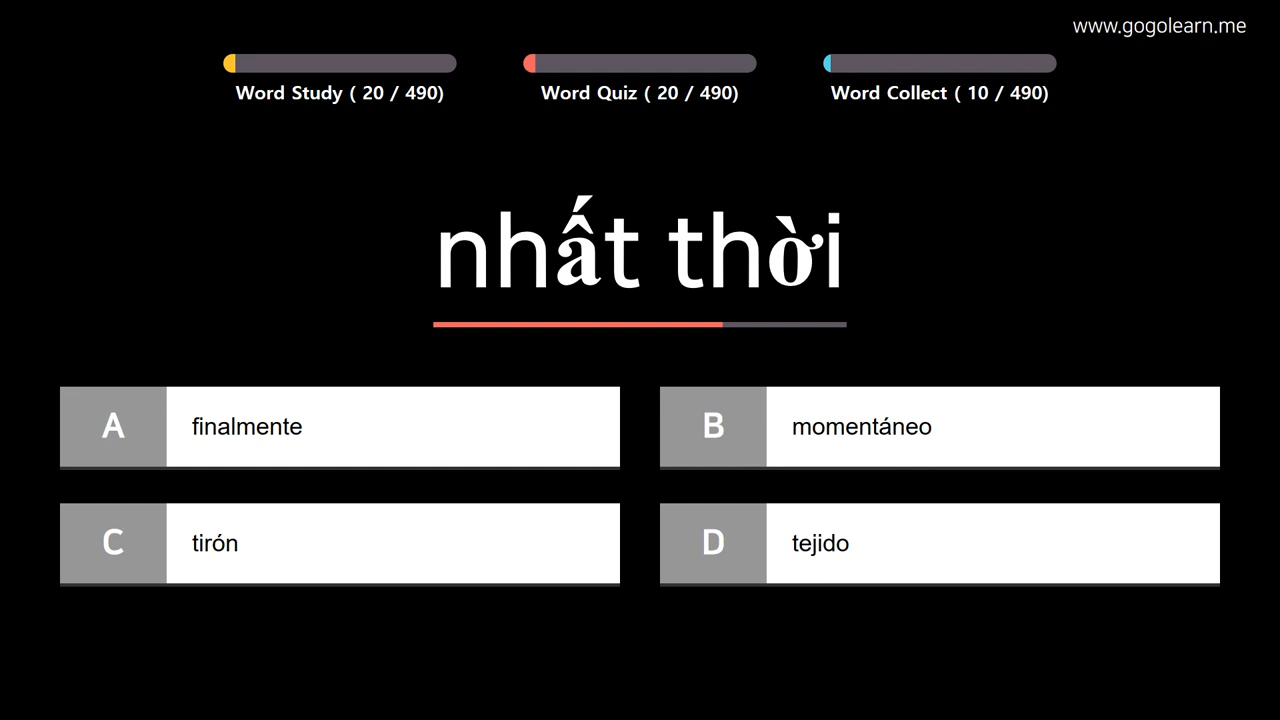 www.gogolearn.me
Word Study ( 20 / 490)
Word Quiz ( 20 / 490)
Word Collect ( 10 / 490)
nhất thời
A finalmente
B momentáneo
C tirón
D tejido